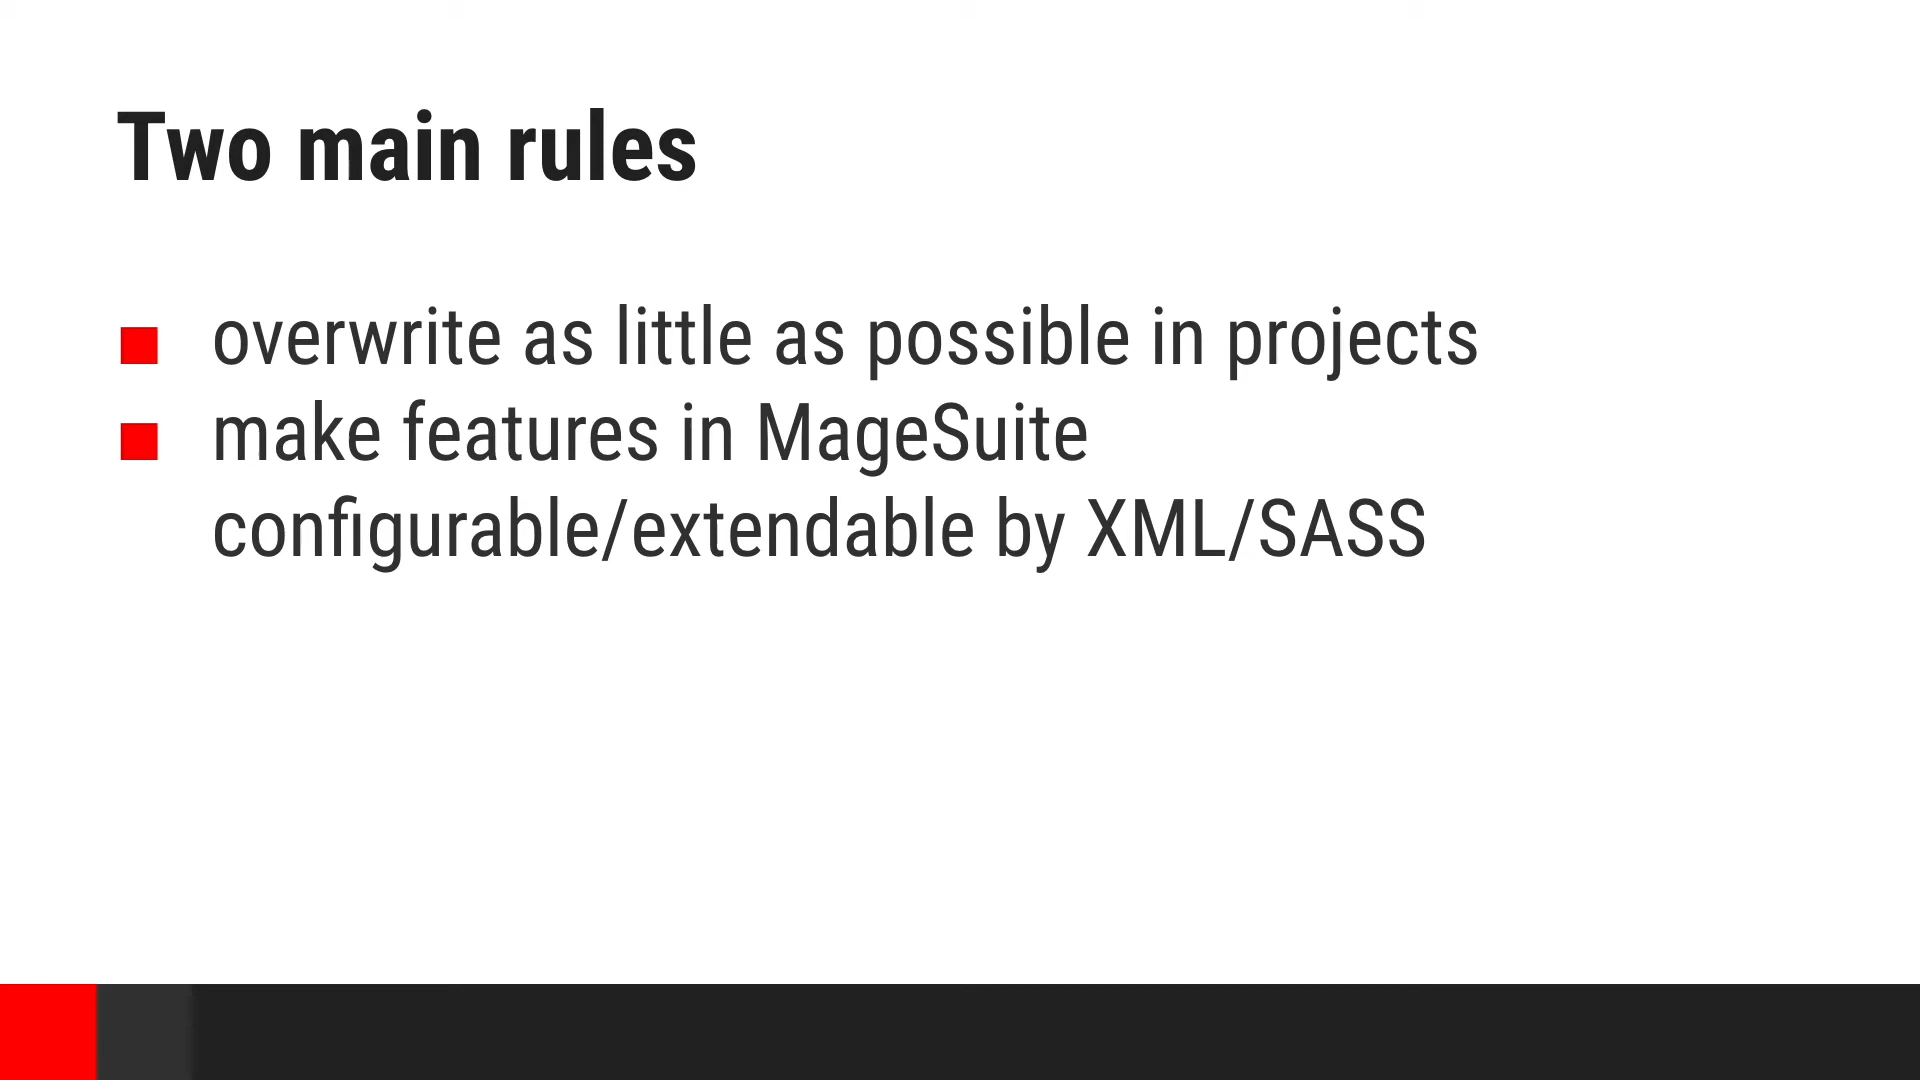 Two main rules
overwrite as little as possible in projects
make features in MageSuite
configurable/extendable by XML/SASS